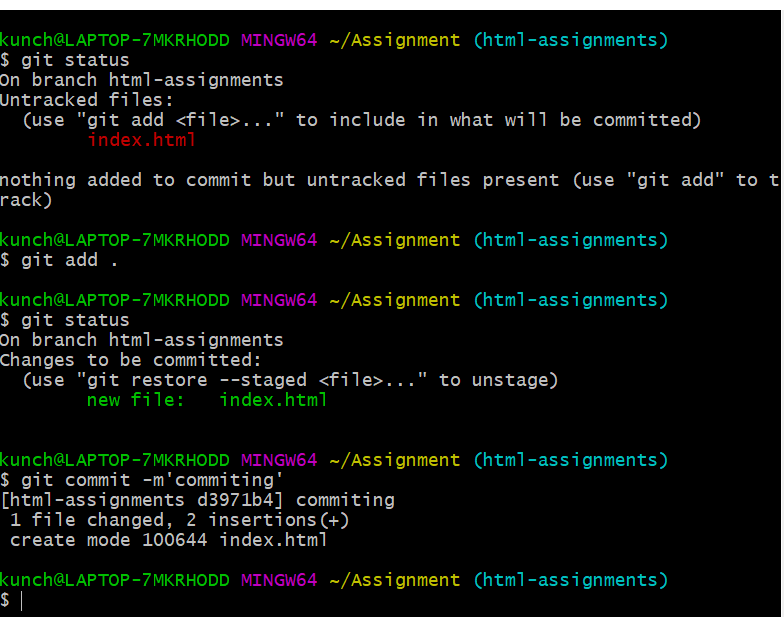 kunch@LAPTOP-7MKRHODD MINGW64 ~/Assignment (html-assignments)
$ git status
On branch html-assignments
Untracked files:
  (use "git add <file>..." to include in what will be committed)
        index.html
nothing added to commit but untracked files present (use "git add" to t
rack)
kunch@LAPTOP-7MKRHODD MINGW64 ~/Assignment (html-assignments)
$ git add .
kunch@LAPTOP-7MKRHODD MINGW64 ~/Assignment (html-assignments)
$ git status
On branch html-assignments
Changes to be committed:
  (use "git restore --staged <file>..." to unstage)
        new file:   index.html
kunch@LAPTOP-7MKRHODD MINGW64 ~/Assignment (html-assignments)
$ git commit -m'commiting'
[html-assignments d3971b4] commiting
 1 file changed, 2 insertions(+)
 create mode 100644 index.html
kunch@LAPTOP-7MKRHODD MINGW64 ~/Assignment (html-assignments)
$